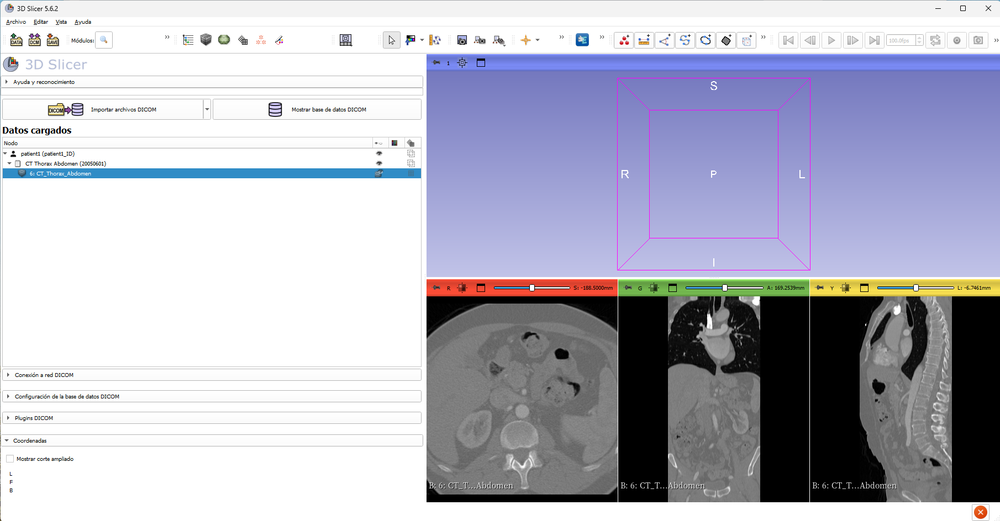 3D Slicer 5.6.2
Archivo Editar Vista Ayuda
DATA DCM SAVE Módulos: 100.0fps
3D Slicer
1
Ayuda y reconocimiento
DICOM Importar archivos DICOM Mostrar base de datos DICOM
Datos cargados
Nodo
patient1 (patient1_ID)
CT Thorax Abdomen (20050601)
6: CT_Thorax_Abdomen
Conexión a red DICOM
Configuración de la base de datos DICOM
Plugins DICOM
Coordenadas
Mostrar corte ampliado
L
F
B
S
R P L
I
R S: -188.5000mm
G A: 169.2539mm
Y L: -6.7461mm
B: 6: CT_T...Abdomen
B: 6: CT_T...Abdomen
B: 6: CT_T...Abdomen